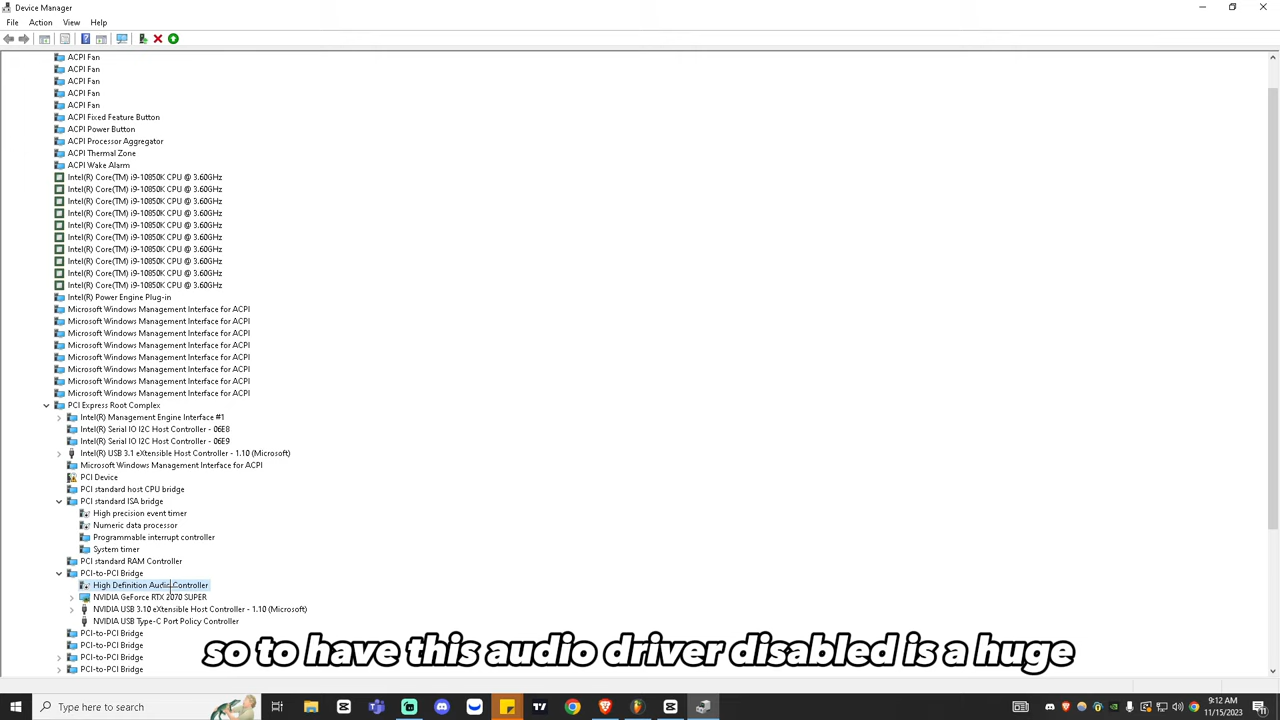 Device Manager
File Action View Help
ACPI Fan
ACPI Fan
ACPI Fan
ACPI Fan
ACPI Fan
ACPI Fixed Feature Button
ACPI Power Button
ACPI Processor Aggregator
ACPI Thermal Zone
ACPI Wake Alarm
Intel(R) Core(TM) i9-10850K CPU @ 3.60GHz
Intel(R) Core(TM) i9-10850K CPU @ 3.60GHz
Intel(R) Core(TM) i9-10850K CPU @ 3.60GHz
Intel(R) Core(TM) i9-10850K CPU @ 3.60GHz
Intel(R) Core(TM) i9-10850K CPU @ 3.60GHz
Intel(R) Core(TM) i9-10850K CPU @ 3.60GHz
Intel(R) Core(TM) i9-10850K CPU @ 3.60GHz
Intel(R) Core(TM) i9-10850K CPU @ 3.60GHz
Intel(R) Core(TM) i9-10850K CPU @ 3.60GHz
Intel(R) Core(TM) i9-10850K CPU @ 3.60GHz
Intel(R) Power Engine Plug-in
Microsoft Windows Management Interface for ACPI
Microsoft Windows Management Interface for ACPI
Microsoft Windows Management Interface for ACPI
Microsoft Windows Management Interface for ACPI
Microsoft Windows Management Interface for ACPI
Microsoft Windows Management Interface for ACPI
Microsoft Windows Management Interface for ACPI
Microsoft Windows Management Interface for ACPI
PCI Express Root Complex
Intel(R) Management Engine Interface #1
Intel(R) Serial IO I2C Host Controller - 06E8
Intel(R) Serial IO I2C Host Controller - 06E9
Intel(R) USB 3.1 eXtensible Host Controller - 1.10 (Microsoft)
Microsoft Windows Management Interface for ACPI
PCI Device
PCI standard host CPU bridge
PCI standard ISA bridge
High precision event timer
Numeric data processor
Programmable interrupt controller
System timer
PCI standard RAM Controller
PCI-to-PCI Bridge
High Definition Audio Controller
NVIDIA GeForce RTX 2070 SUPER
NVIDIA USB 3.10 eXtensible Host Controller - 1.10 (Microsoft)
NVIDIA USB Type-C Port Policy Controller
PCI-to-PCI Bridge
PCI-to-PCI Bridge
PCI-to-PCI Bridge
PCI-to-PCI Bridge
so to have this audio driver disabled is a huge
Type here to search
9:12 AM
11/15/2023